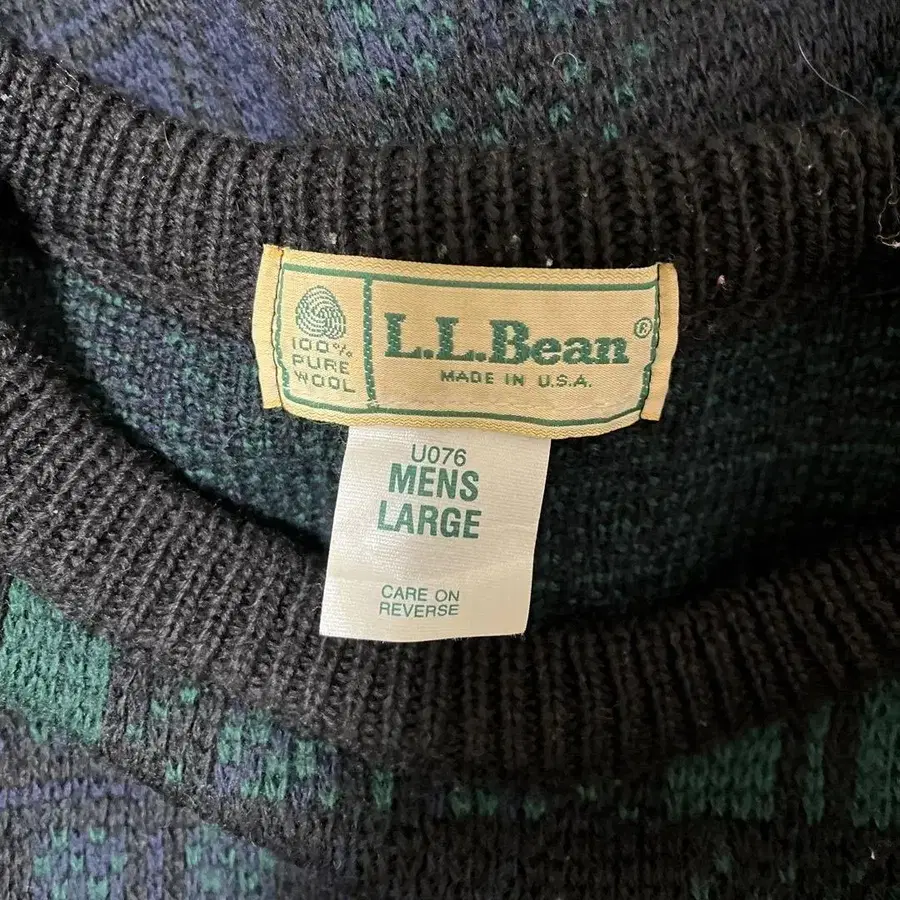 100%
PURE
WOOL
L.L.Bean®
MADE IN U.S.A.
U076
MENS
LARGE
CARE ON
REVERSE